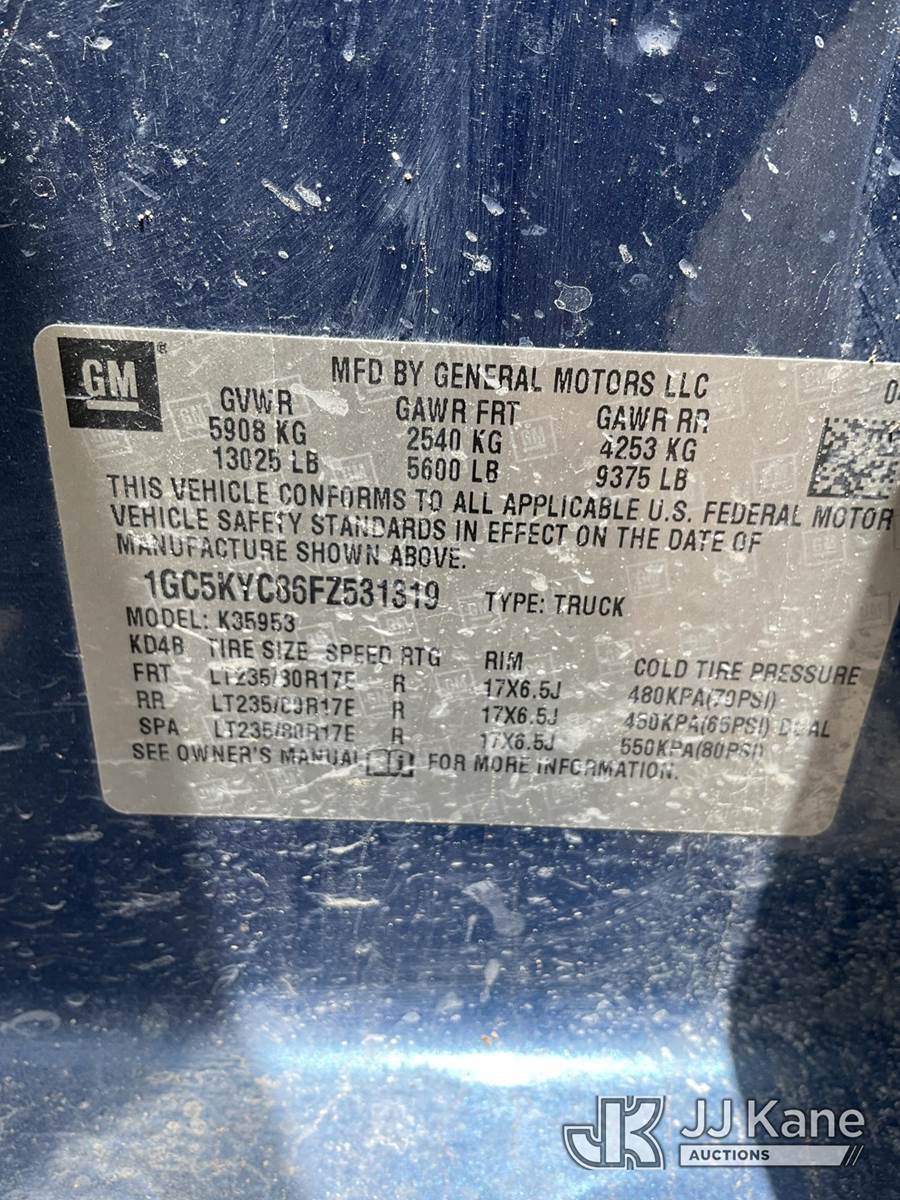 GM ®
MFD BY GENERAL MOTORS LLC
GVWR GAWR FRT GAWR RR
5908 KG 2540 KG 4253 KG
13025 LB 5600 LB 9375 LB
THIS VEHICLE CONFORMS TO ALL APPLICABLE U.S. FEDERAL MOTOR
VEHICLE SAFETY STANDARDS IN EFFECT ON THE DATE OF
MANUFACTURE SHOWN ABOVE.
1GC5KYC86FZ531319 TYPE: TRUCK
MODEL: K35953
KD4B TIRE SIZE SPEED RTG RIM COLD TIRE PRESSURE
FRT LT235/80R17E R 17X6.5J 480KPA(70PSI)
RR LT235/80R17E R 17X6.5J 450KPA(65PSI) DUAL
SPA LT235/80R17E R 17X6.5J 550KPA(80PSI)
SEE OWNER'S MANUAL FOR MORE INFORMATION.
JK JJ Kane
AUCTIONS